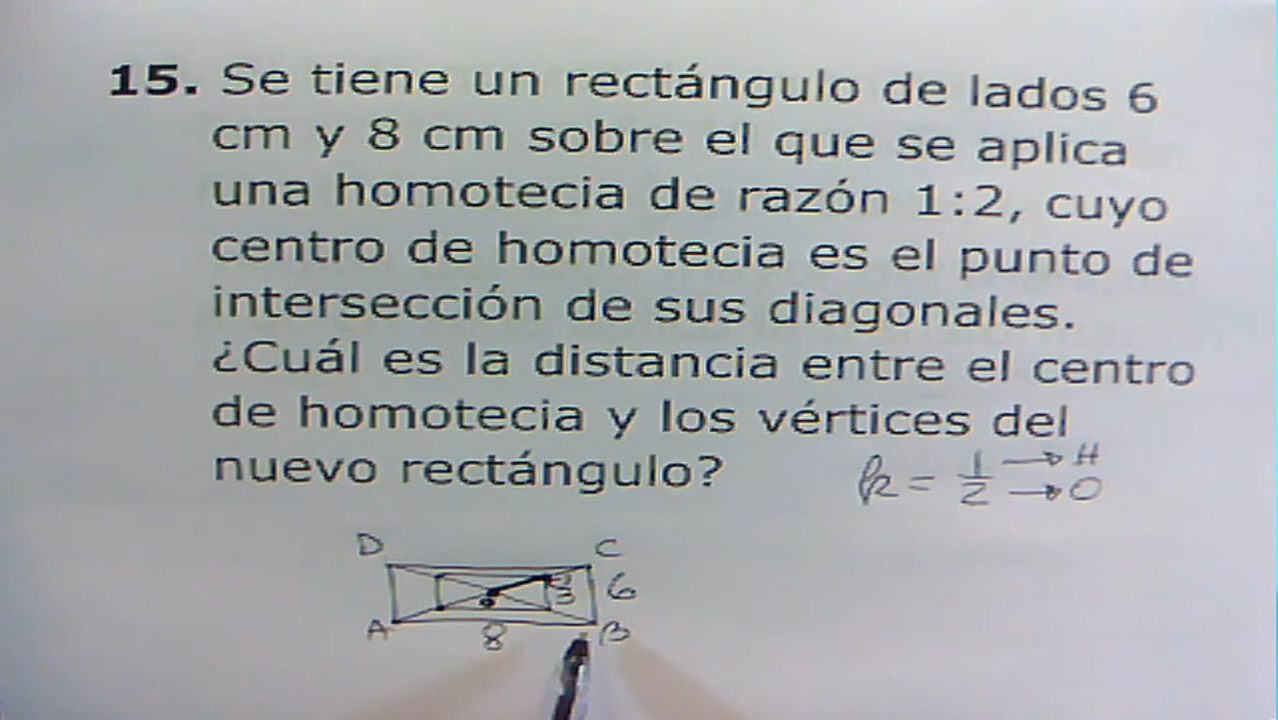 15. Se tiene un rectángulo de lados 6
cm y 8 cm sobre el que se aplica
una homotecia de razón 1:2, cuyo
centro de homotecia es el punto de
intersección de sus diagonales.
¿Cuál es la distancia entre el centro
de homotecia y los vértices del
nuevo rectángulo?
k = 1/2 → H → O
D C
6
3
A 8 B